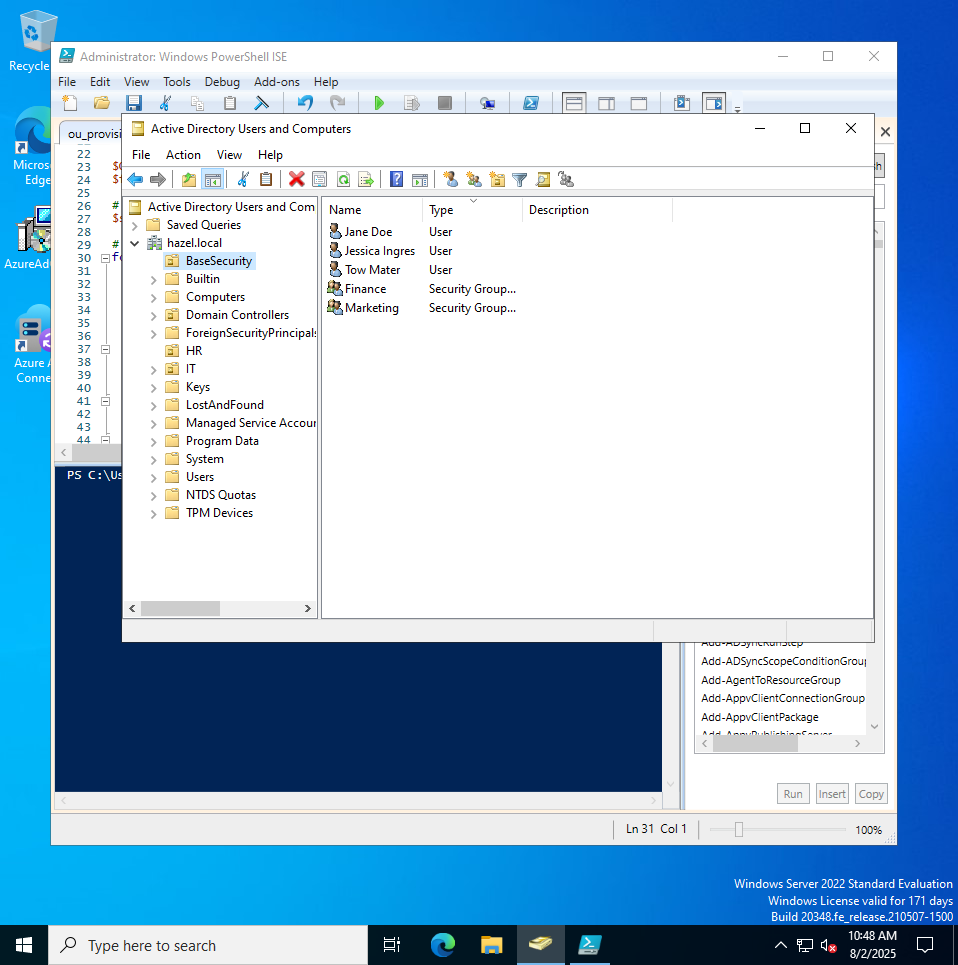 Recycle
Administrator: Windows PowerShell ISE
File Edit View Tools Debug Add-ons Help
ou_provisi
Active Directory Users and Computers
File Action View Help
Microso
Edge
AzureAd
Azure A
Conne
22
23
24
25
26
27
28
29
30
31
32
33
34
35
36
37
38
39
40
41
42
43
44
Active Directory Users and Com
Saved Queries
hazel.local
BaseSecurity
Builtin
Computers
Domain Controllers
ForeignSecurityPrincipals
HR
IT
Keys
LostAndFound
Managed Service Accour
Program Data
System
Users
NTDS Quotas
TPM Devices
Name Type Description
Jane Doe User
Jessica Ingres User
Tow Mater User
Finance Security Group...
Marketing Security Group...
PS C:\Us
Add-ADSyncRunStep
Add-ADSyncScopeConditionGroup
Add-AgentToResourceGroup
Add-AppvClientConnectionGroup
Add-AppvClientPackage
Add-AppvPublishingServer
Run Insert Copy
Ln 31 Col 1 100%
Windows Server 2022 Standard Evaluation
Windows License valid for 171 days
Build 20348.fe_release.210507-1500
Type here to search
10:48 AM
8/2/2025